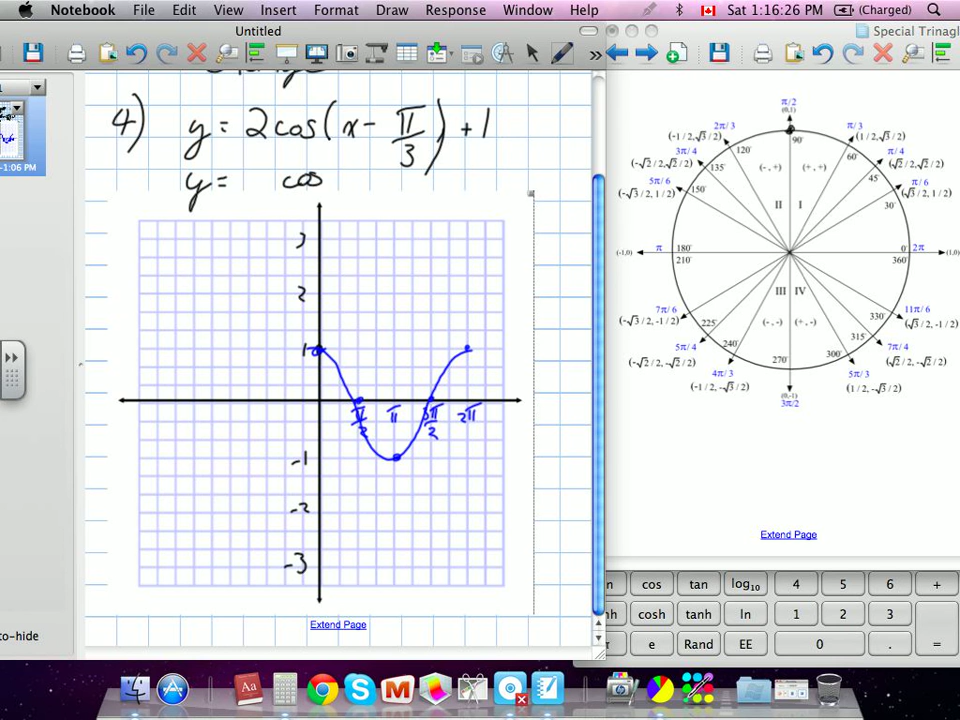 Notebook File Edit View Insert Format Draw Response Window Help Sat 1:16:26 PM (Charged)
Untitled
Special Trinagl
4) y = 2 cos(x - π/3) + 1
y = cos
3
2
1
-1
-2
-3
π/2 π 3π/2 2π
Extend Page
-1:06 PM
to-hide
π/2
(0,1)
90°
2π/3
(-1/2, √3/2)
120°
π/3
(1/2, √3/2)
60°
3π/4
(-√2/2, √2/2)
135°
π/4
(√2/2, √2/2)
45°
5π/6
(-√3/2, 1/2)
150°
π/6
(√3/2, 1/2)
30°
(-,+) (+,+)
II I
(-1,0) π 180° 0° 2π (1,0)
210° 360°
III IV
(-,-) (+,-)
7π/6
(-√3/2, -1/2)
330°
11π/6
(√3/2, -1/2)
225°
5π/4
(-√2/2, -√2/2)
315°
7π/4
(√2/2, -√2/2)
240°
4π/3
(-1/2, -√3/2)
270°
300°
5π/3
(1/2, -√3/2)
(0,-1)
3π/2
Extend Page
n cos tan log10 4 5 6 +
nh cosh tanh ln 1 2 3
e Rand EE 0 . =